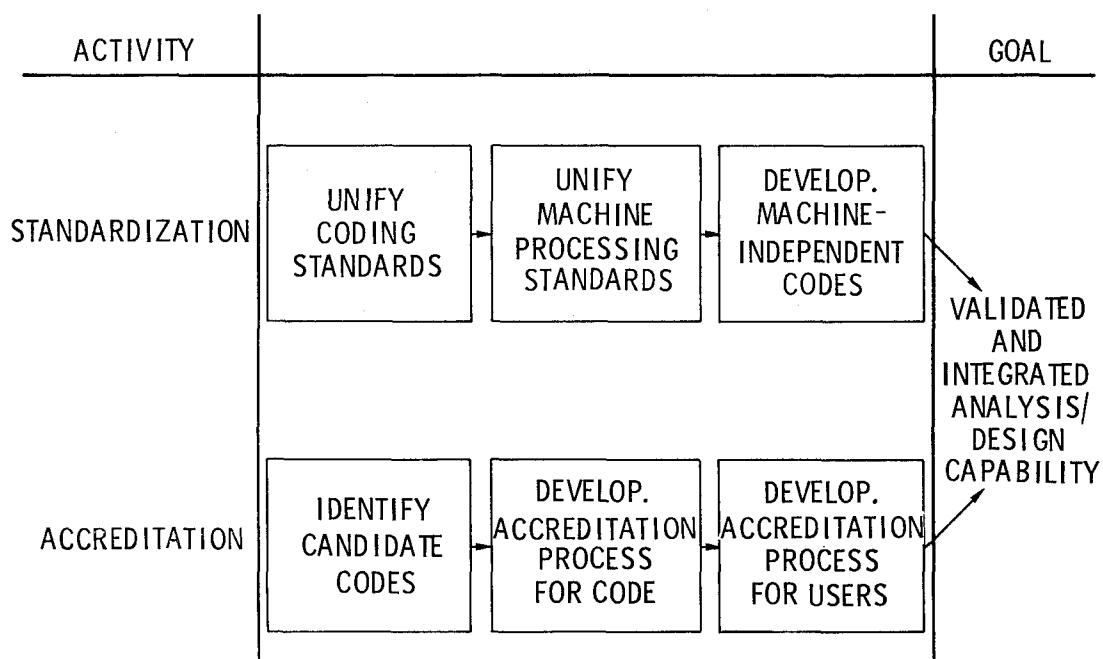 ACTIVITY
GOAL
STANDARDIZATION
UNIFY
CODING
STANDARDS
UNIFY
MACHINE
PROCESSING
STANDARDS
DEVELOP.
MACHINE-
INDEPENDENT
CODES
ACCREDITATION
IDENTIFY
CANDIDATE
CODES
DEVELOP.
ACCREDITATION
PROCESS
FOR CODE
DEVELOP.
ACCREDITATION
PROCESS
FOR USERS
VALIDATED
AND
INTEGRATED
ANALYSIS/
DESIGN
CAPABILITY